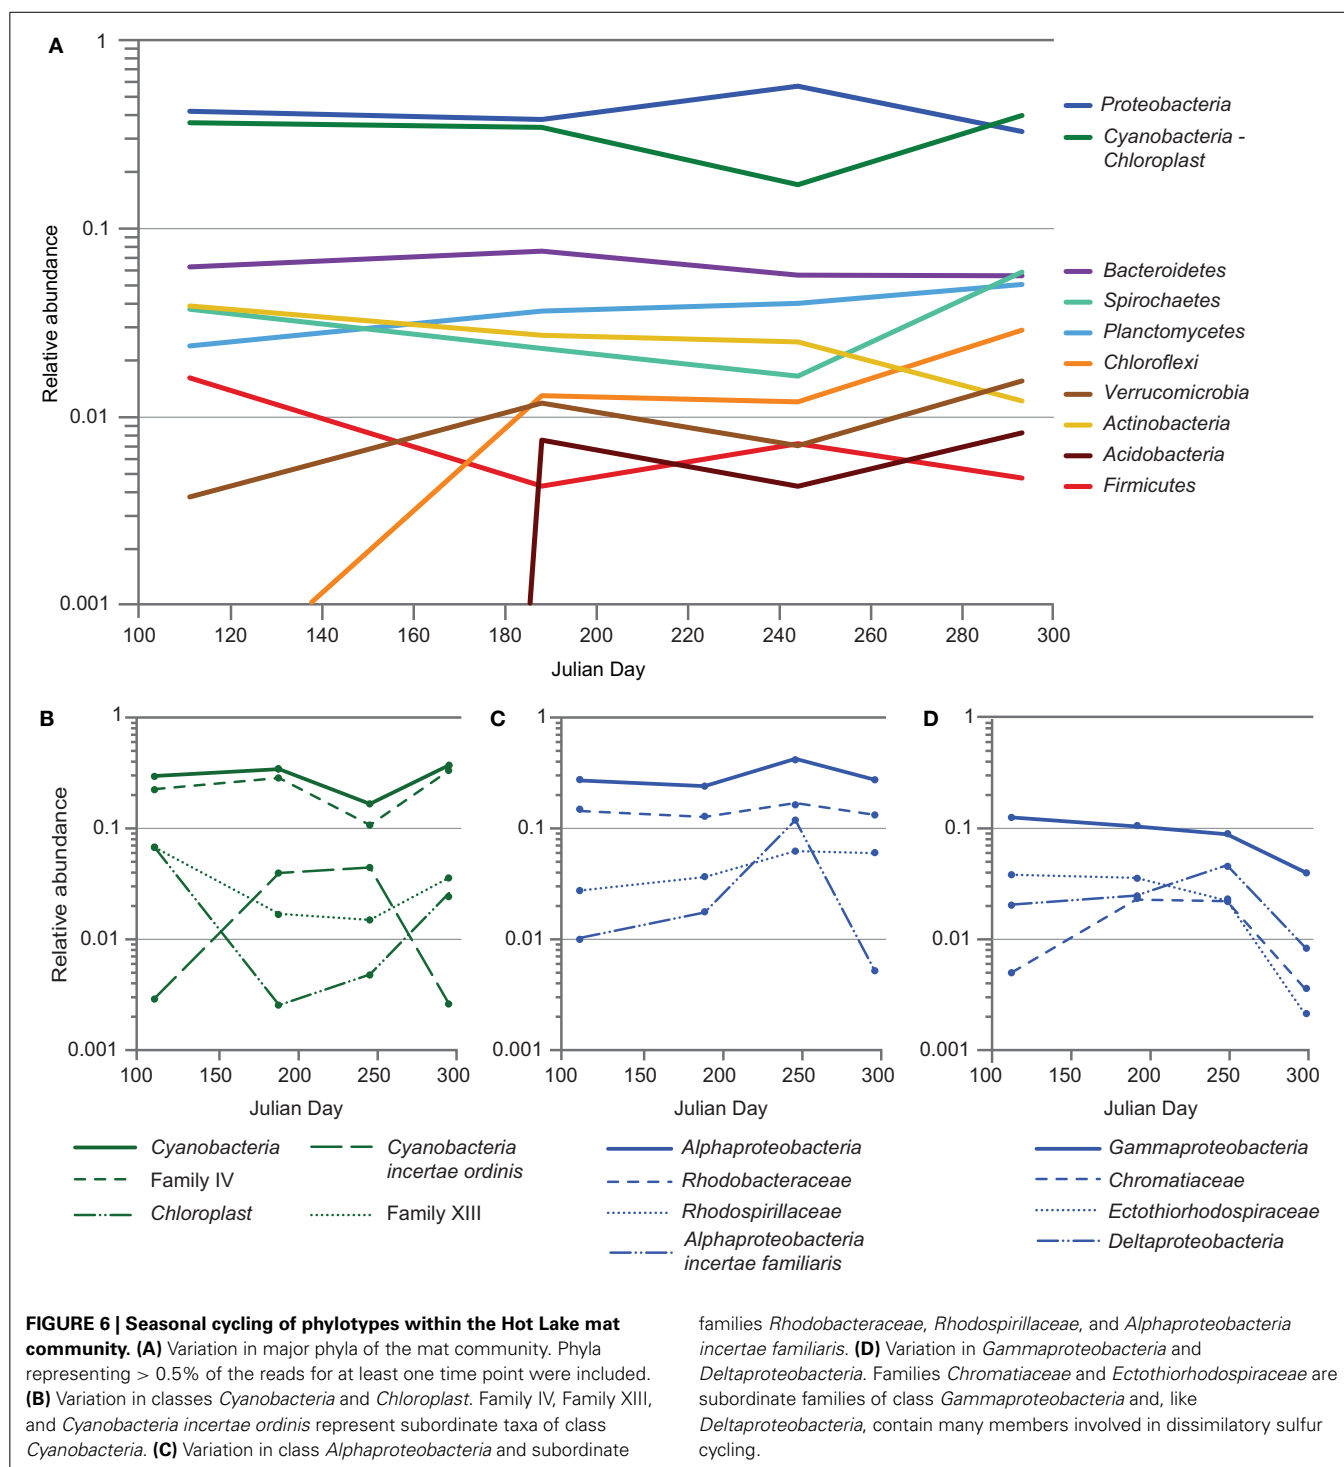 A
1
0.1
0.01
0.001
Relative abundance
100 120 140 160 180 200 220 240 260 280 300
Julian Day
Proteobacteria
Cyanobacteria -
Chloroplast
Bacteroidetes
Spirochaetes
Planctomycetes
Chloroflexi
Verrucomicrobia
Actinobacteria
Acidobacteria
Firmicutes
B
1
0.1
0.01
0.001
Relative abundance
100 150 200 250 300
Julian Day
Cyanobacteria
Family IV
Chloroplast
Cyanobacteria
incertae ordinis
Family XIII
C
1
0.1
0.01
0.001
100 150 200 250 300
Julian Day
Alphaproteobacteria
Rhodobacteraceae
Rhodospirillaceae
Alphaproteobacteria
incertae familiaris
D
1
0.1
0.01
0.001
100 150 200 250 300
Julian Day
Gammaproteobacteria
Chromatiaceae
Ectothiorhodospiraceae
Deltaproteobacteria
FIGURE 6 | Seasonal cycling of phylotypes within the Hot Lake mat
community. (A) Variation in major phyla of the mat community. Phyla
representing > 0.5% of the reads for at least one time point were included.
(B) Variation in classes Cyanobacteria and Chloroplast. Family IV, Family XIII,
and Cyanobacteria incertae ordinis represent subordinate taxa of class
Cyanobacteria. (C) Variation in class Alphaproteobacteria and subordinate
families Rhodobacteraceae, Rhodospirillaceae, and Alphaproteobacteria
incertae familiaris. (D) Variation in Gammaproteobacteria and
Deltaproteobacteria. Families Chromatiaceae and Ectothiorhodospiraceae are
subordinate families of class Gammaproteobacteria and, like
Deltaproteobacteria, contain many members involved in dissimilatory sulfur
cycling.